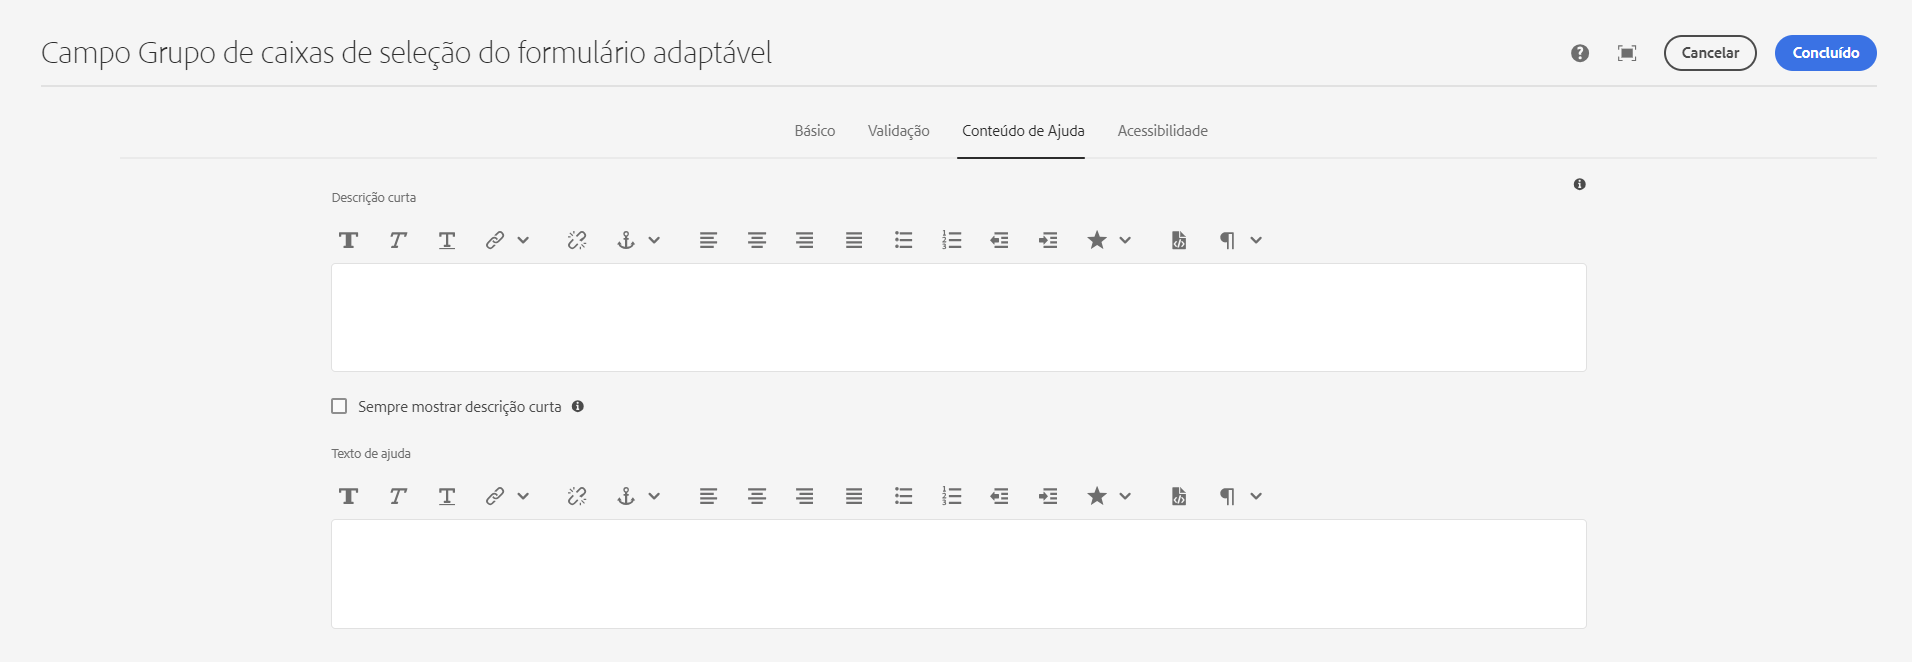 Campo Grupo de caixas de seleção do formulário adaptável
Cancelar
Concluído
Básico
Validação
Conteúdo de Ajuda
Acessibilidade
Descrição curta
Sempre mostrar descrição curta
Texto de ajuda